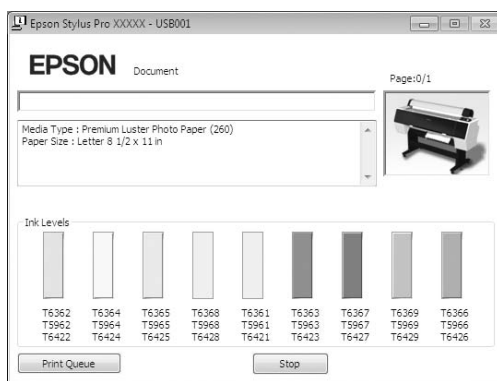 Epson Stylus Pro XXXXX - USB001
EPSON Document
Page:0/1
Media Type : Premium Luster Photo Paper (260)
Paper Size : Letter 8 1/2 x 11 in
Ink Levels
T6362 T6364 T6365 T6368 T6361 T6363 T6367 T6369 T6366
T5962 T5964 T5965 T5968 T5961 T5963 T5967 T5969 T5966
T6422 T6424 T6425 T6428 T6421 T6423 T6427 T6429 T6426
Print Queue Stop